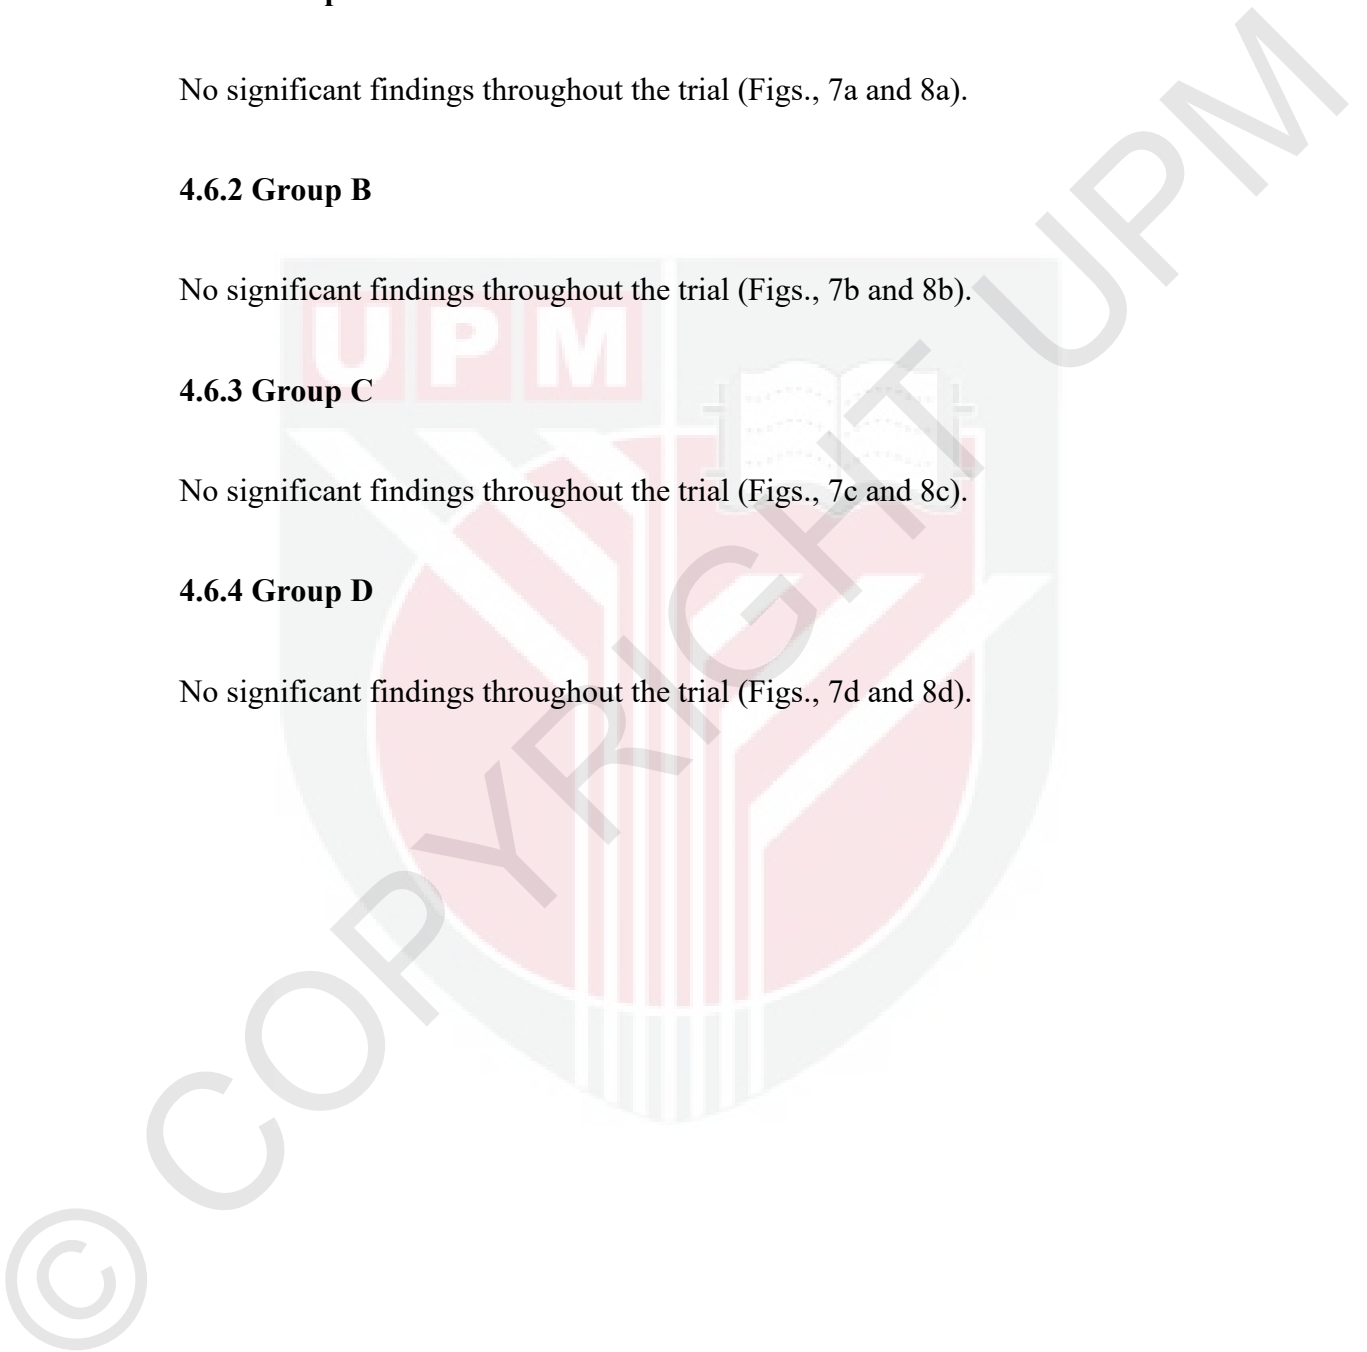 No significant findings throughout the trial (Figs., 7a and 8a).
4.6.2 Group B
No significant findings throughout the trial (Figs., 7b and 8b).
UPM
4.6.3 Group C
No significant findings throughout the trial (Figs., 7c and 8c).
4.6.4 Group D
No significant findings throughout the trial (Figs., 7d and 8d).
© COPYRIGHT UPM